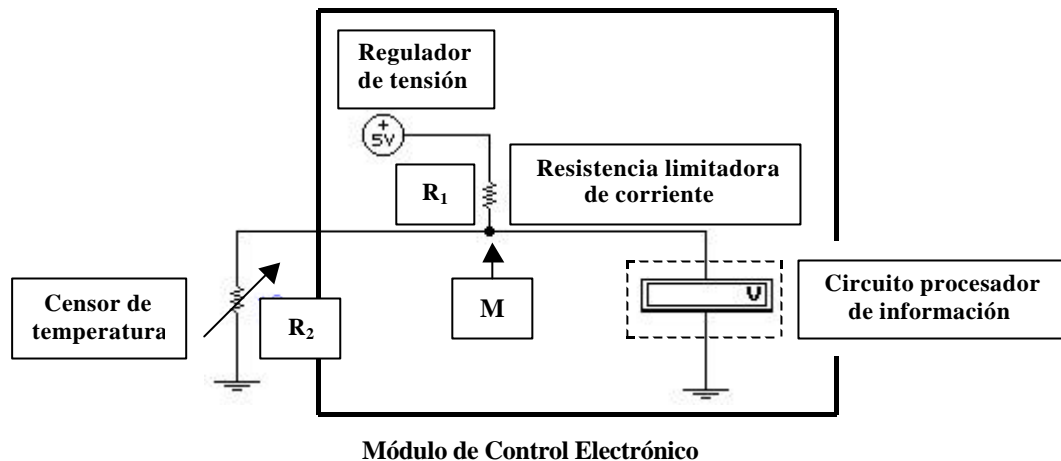 Regulador
de tensión
+
5V
R1
Resistencia limitadora
de corriente
Censor de
temperatura
R2
M
V
Circuito procesador
de información
Módulo de Control Electrónico